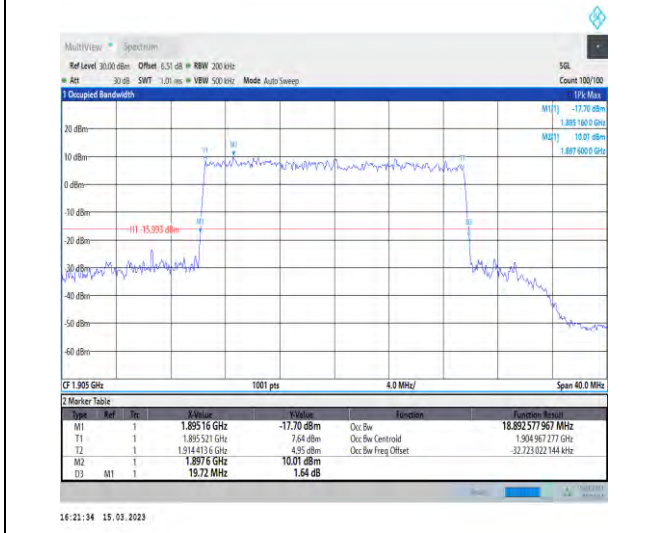 MultiView Spectrum
Ref Level 30.00 dBm Offset 6.51 dB RBW 200 kHz SGL
Att 30 dB SWT 1.01 ms VBW 500 kHz Mode Auto Sweep Count 100/100
1 Occupied Bandwidth 1Pk Max
M1[1] -17.70 dBm
1.895 160 0 GHz
M2[1] 10.01 dBm
1.897 600 0 GHz
20 dBm
M2
T1
T2
10 dBm
0 dBm
-10 dBm
M1
H1 -15.993 dBm
-20 dBm
-30 dBm
-40 dBm
-50 dBm
-60 dBm
CF 1.905 GHz 1001 pts 4.0 MHz/ Span 40.0 MHz
2 Marker Table
Type Ref Trc X-Value Y-Value Function Function Result
M1 1 1.895 16 GHz -17.70 dBm Occ Bw 18.892 577 967 MHz
T1 1 1.895 521 GHz 7.64 dBm Occ Bw Centroid 1.904 967 277 GHz
T2 1 1.914 413 6 GHz 4.95 dBm Occ Bw Freq Offset -32.723 022 144 kHz
M2 1 1.897 6 GHz 10.01 dBm
D3 M1 1 19.72 MHz 1.64 dB
16:21:34 15.03.2023